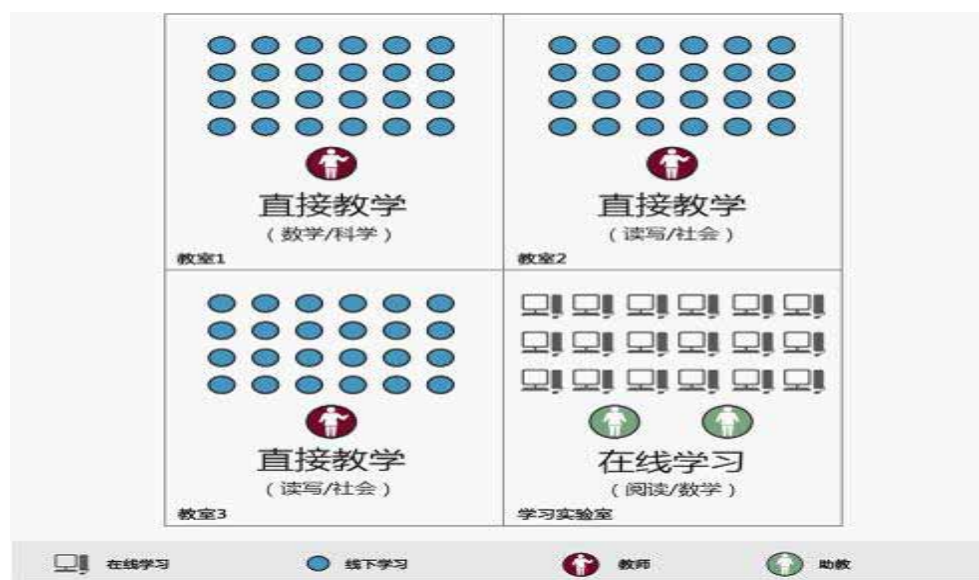 直接教学
（数学/科学）
教室1
直接教学
（读写/社会）
教室2
直接教学
（读写/社会）
教室3
在线学习
（阅读/数学）
学习实验室
在线学习
线下学习
教师
助教